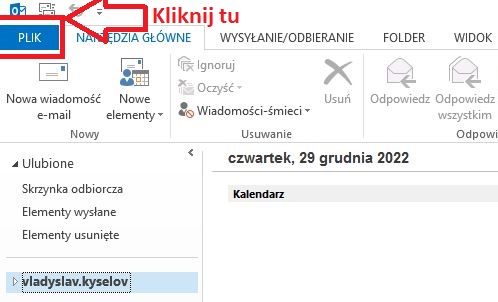 Kliknij tu
PLIK NARZĘDZIA GŁÓWNE WYSYŁANIE/ODBIERANIE FOLDER WIDOK
Nowa wiadomość e-mail
Nowe elementy
Nowy
Ignoruj
Oczyść
Wiadomości-śmieci
Usuń
Usuwanie
Odpowiedz
Odpowiedz wszystkim
Odpowi
Ulubione
Skrzynka odbiorcza
Elementy wysłane
Elementy usunięte
vladyslav.kyselov
czwartek, 29 grudnia 2022
Kalendarz